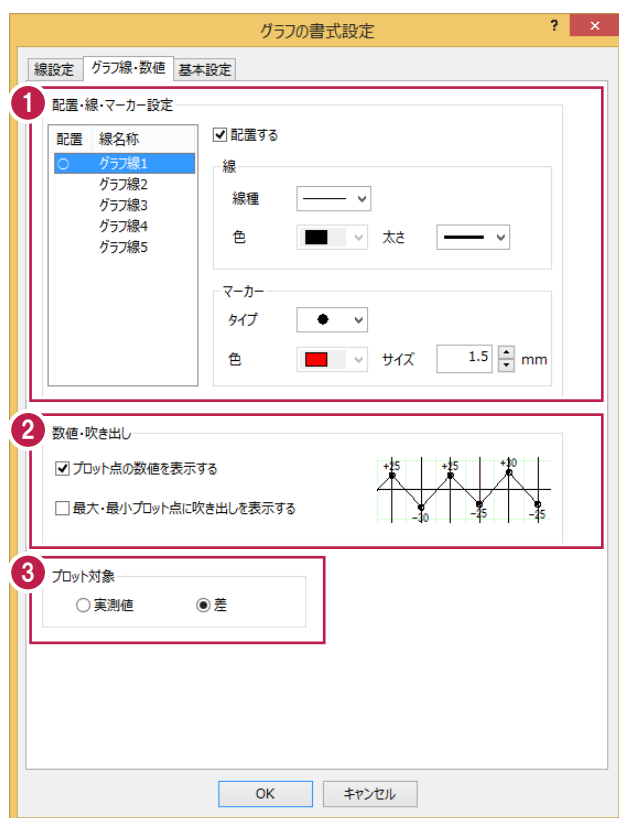 グラフの書式設定 ? ×
線設定 グラフ線・数値 基本設定
1 配置・線・マーカー設定
配置 線名称
○ グラフ線1
グラフ線2
グラフ線3
グラフ線4
グラフ線5
配置する
線
線種
色 太さ
マーカー
タイプ
色 サイズ 1.5 mm
2 数値・吹き出し
プロット点の数値を表示する
最大・最小プロット点に吹き出しを表示する
+25 +25 +30
-30 -25 -25
3 プロット対象
実測値 差
OK キャンセル